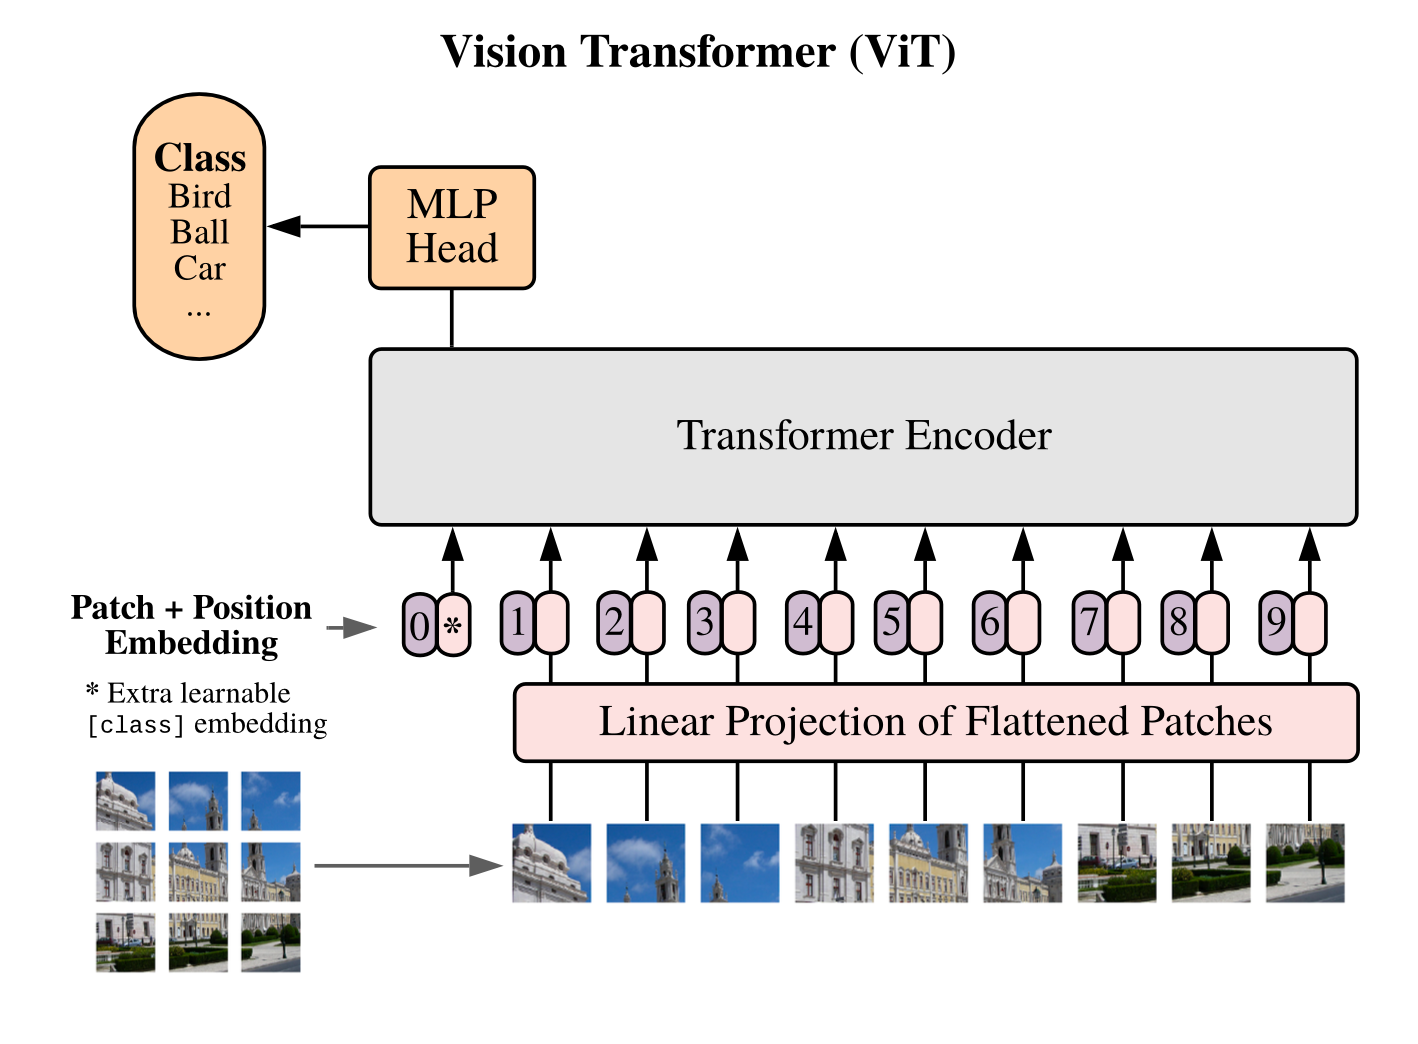 Vision Transformer (ViT)
Class
Bird
Ball
Car
...
MLP
Head
Transformer Encoder
Patch + Position
Embedding
0 * 1 2 3 4 5 6 7 8 9
* Extra learnable
[class] embedding
Linear Projection of Flattened Patches